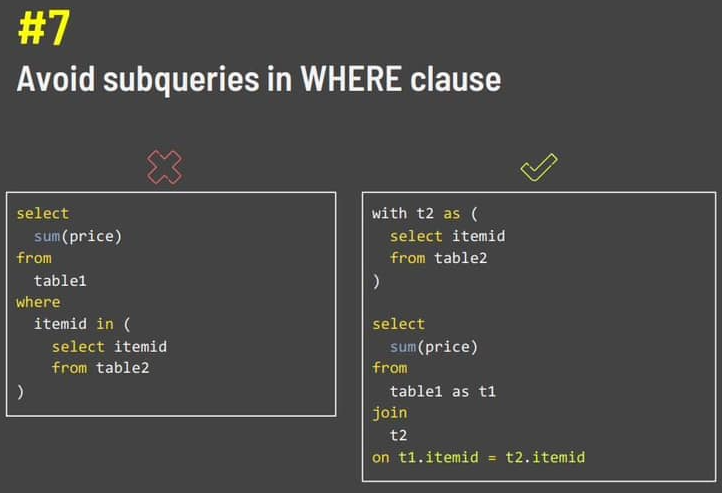 #7
Avoid subqueries in WHERE clause
select
sum(price)
from
table1
where
itemid in (
select itemid
from table2
)
with t2 as (
select itemid
from table2
)
select
sum(price)
from
table1 as t1
join
t2
on t1.itemid = t2.itemid